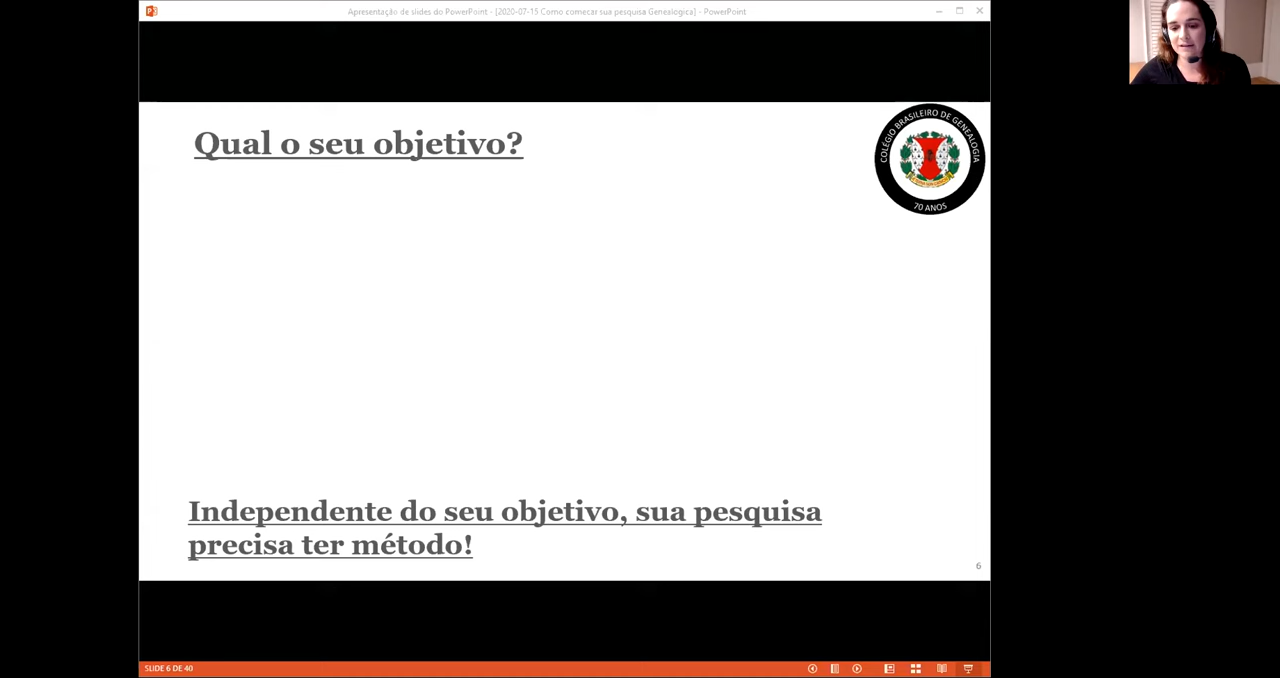 Apresentação de slides do PowerPoint - [2020-07-15 Como comecar sua pesquisa Genealogica] - PowerPoint
Qual o seu objetivo?
COLÉGIO BRASILEIRO DE GENEALOGIA
70 ANOS
Independente do seu objetivo, sua pesquisa
precisa ter método!
6
SLIDE 6 DE 40